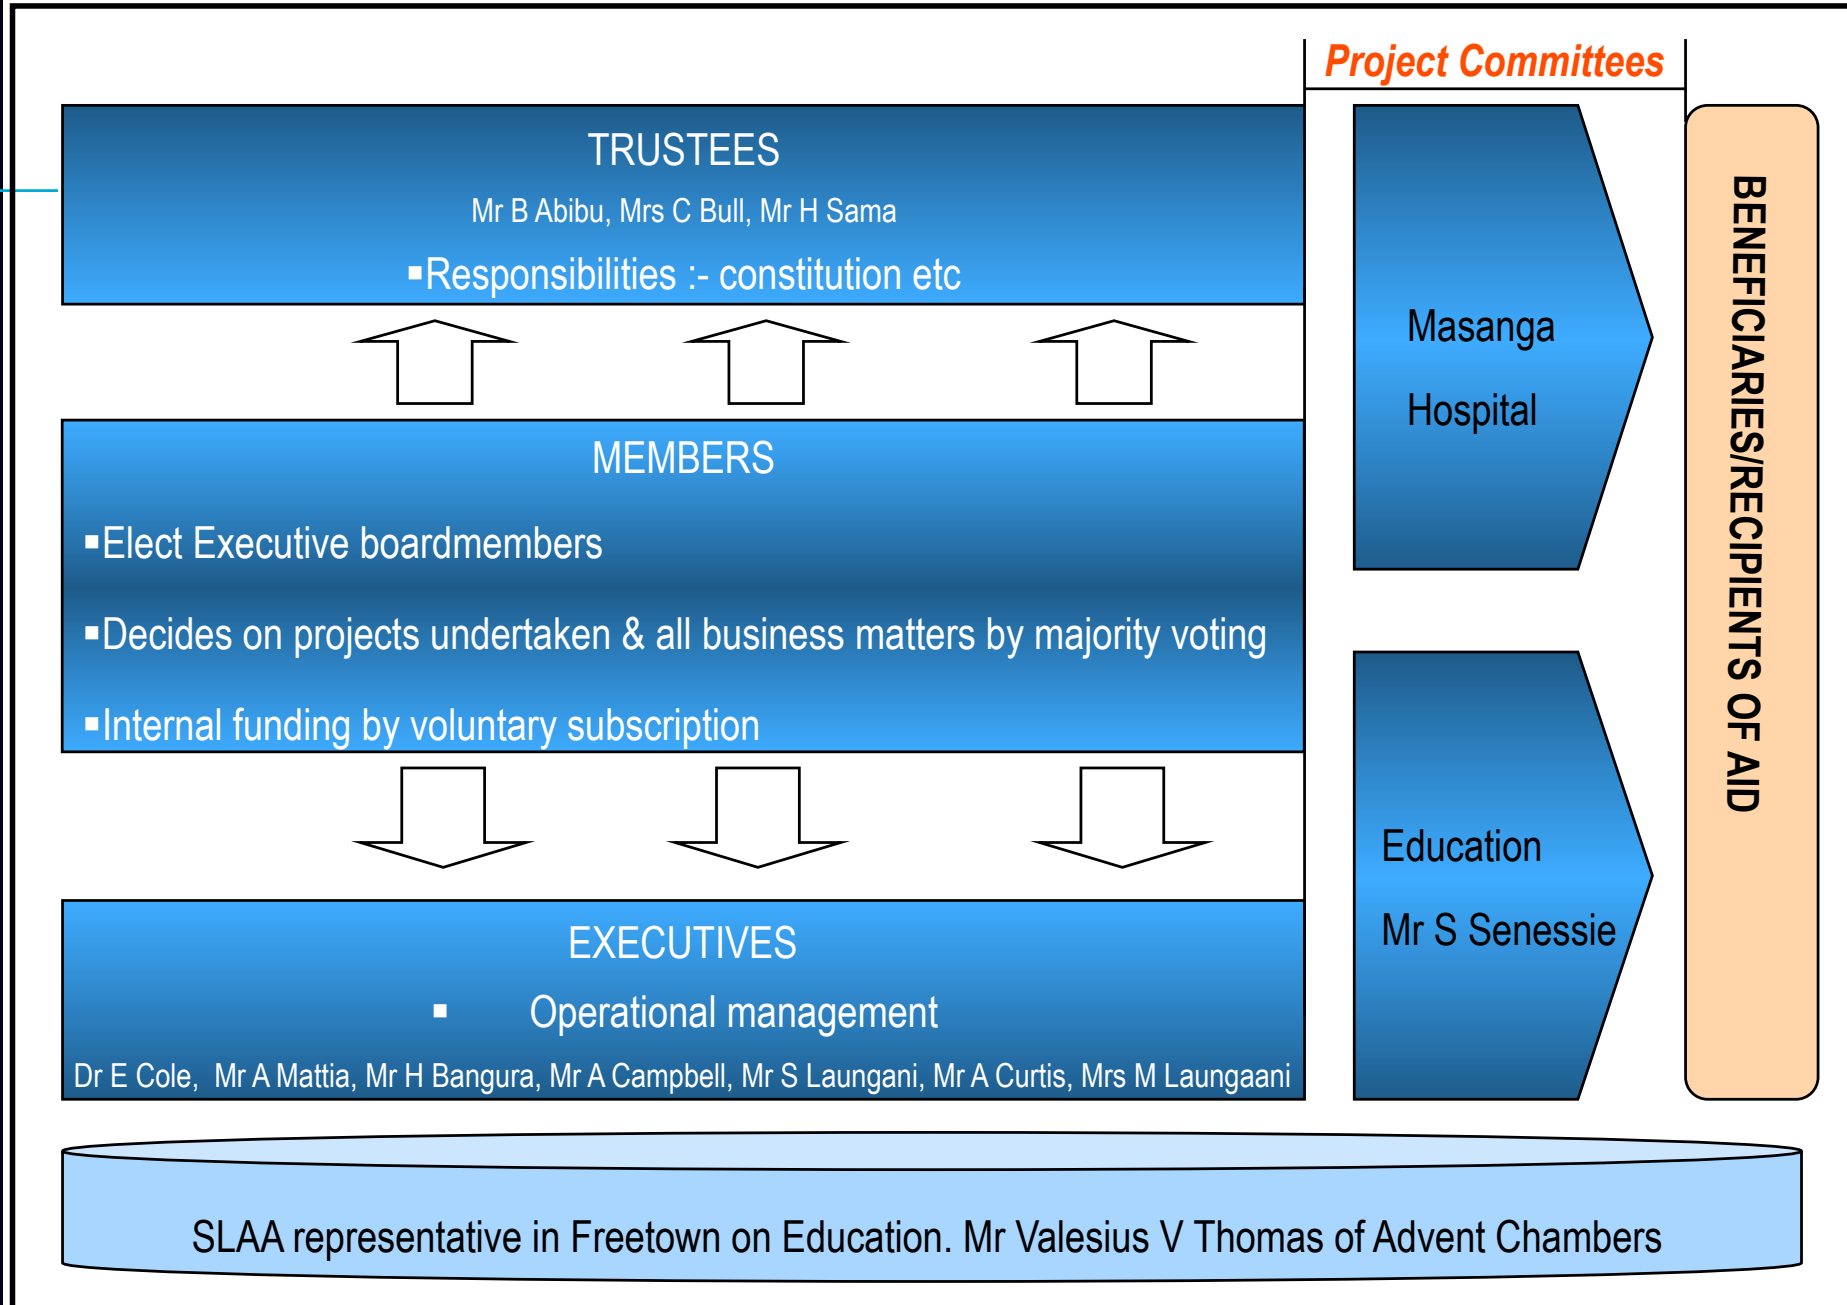 Project Committees
TRUSTEES
Mr B Abibu, Mrs C Bull, Mr H Sama
▪Responsibilities :- constitution etc
MEMBERS
▪Elect Executive boardmembers
▪Decides on projects undertaken & all business matters by majority voting
▪Internal funding by voluntary subscription
EXECUTIVES
▪ Operational management
Dr E Cole, Mr A Mattia, Mr H Bangura, Mr A Campbell, Mr S Laungani, Mr A Curtis, Mrs M Laungaani
Masanga
Hospital
Education
Mr S Senessie
BENEFICIARIES/RECIPIENTS OF AID
SLAA representative in Freetown on Education. Mr Valesius V Thomas of Advent Chambers